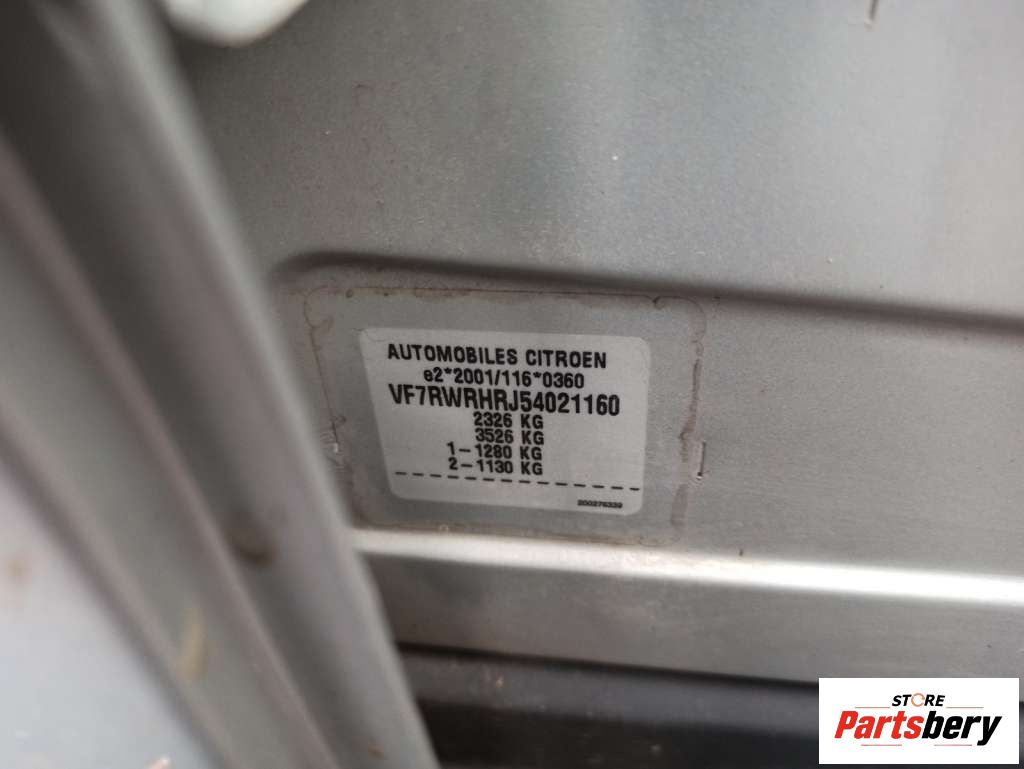 AUTOMOBILES CITROEN
e2*2001/116*0360
VF7RWRHRJ54021160
2326 KG
3526 KG
1-1280 KG
2-1130 KG
200276339
STORE
Partsbery